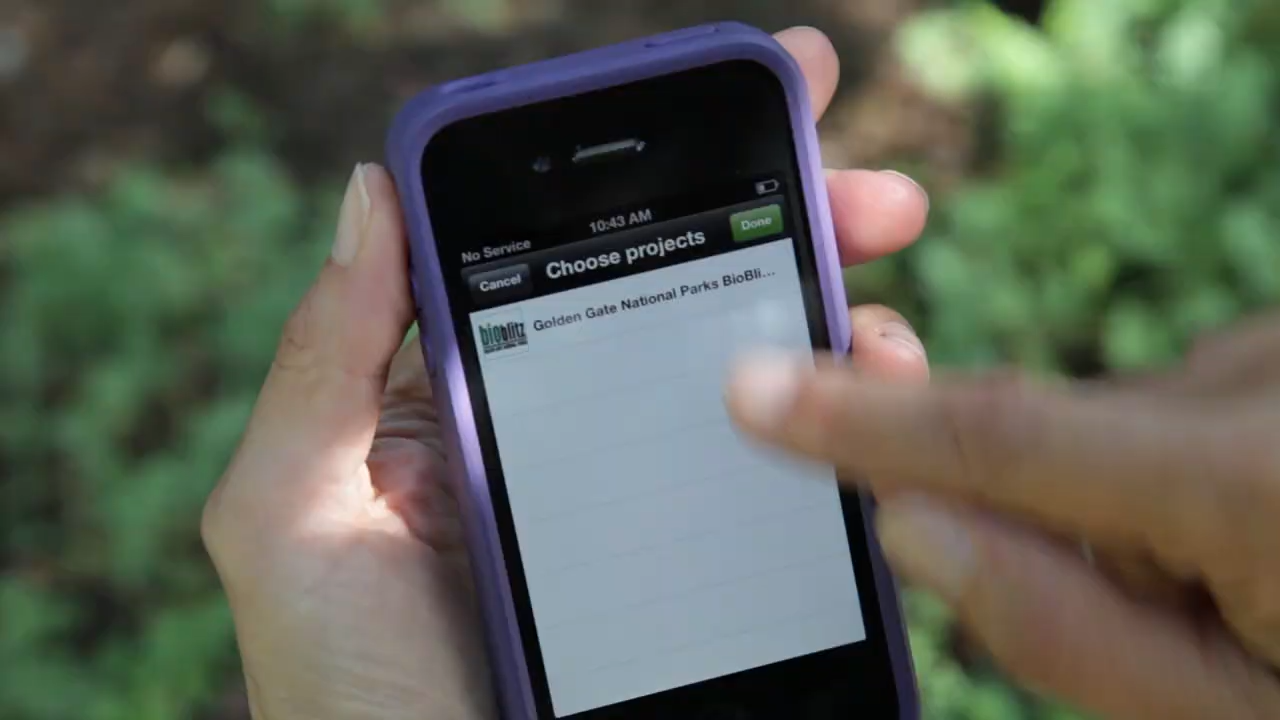 No Service 10:43 AM
Cancel Choose projects Done
bioblitz Golden Gate National Parks BioBli...